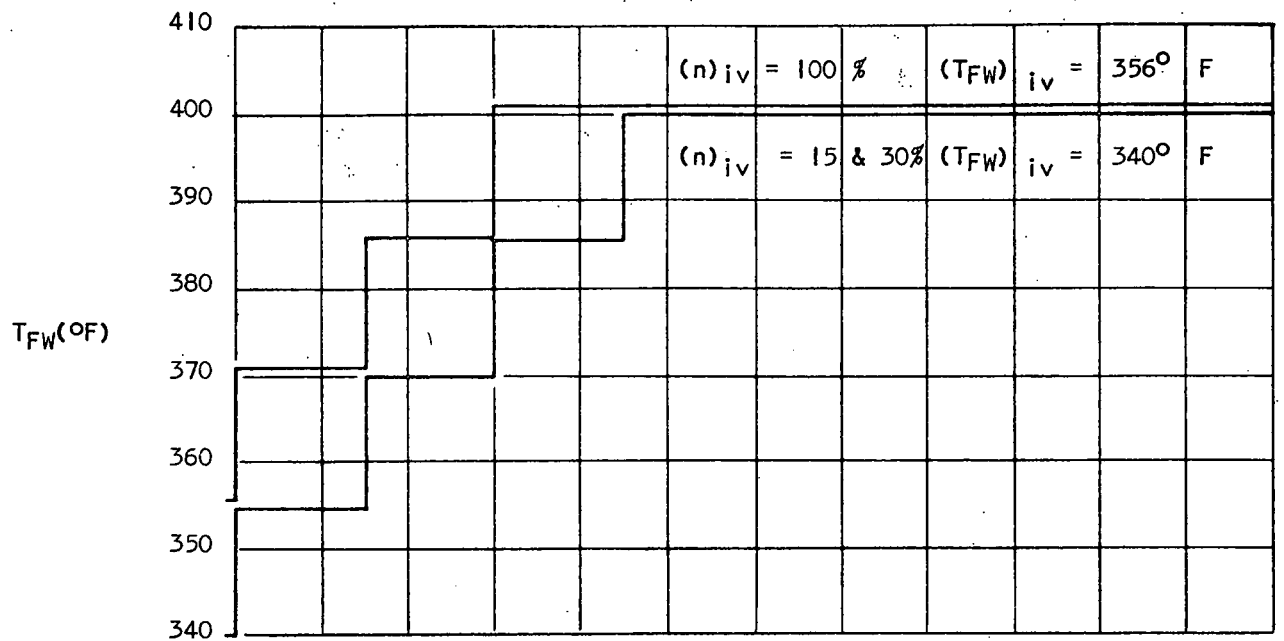 410
(n) iv = 100 % (TFW) iv = 356° F
400
(n) iv = 15 & 30% (TFW) iv = 340° F
390
380
TFW(°F)
370
360
350
340